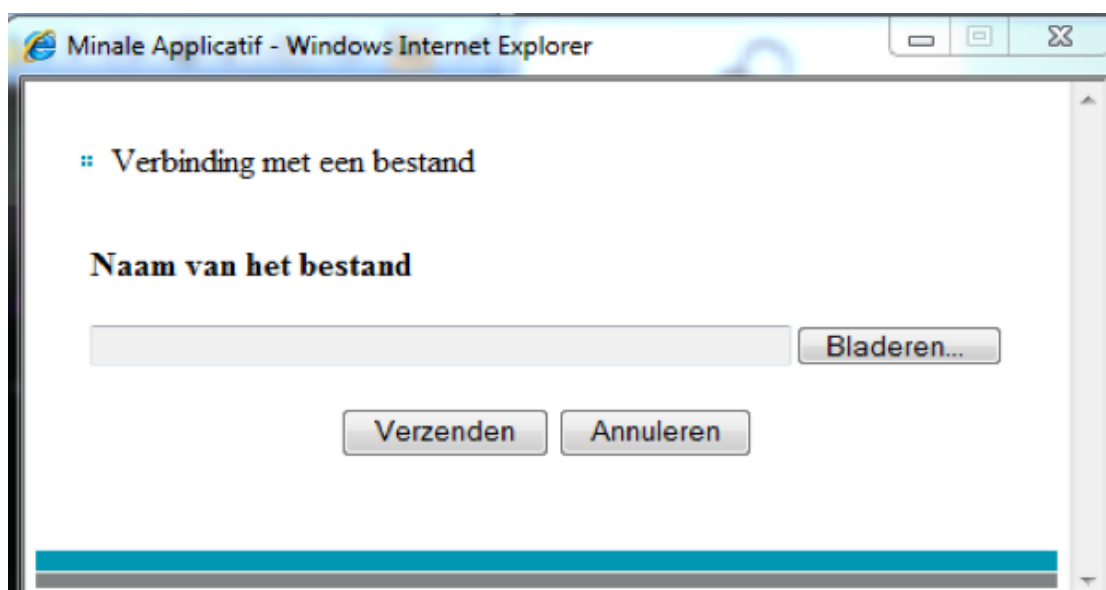 Minale Applicatif - Windows Internet Explorer
Verbinding met een bestand
Naam van het bestand
Bladeren...
Verzenden Annuleren